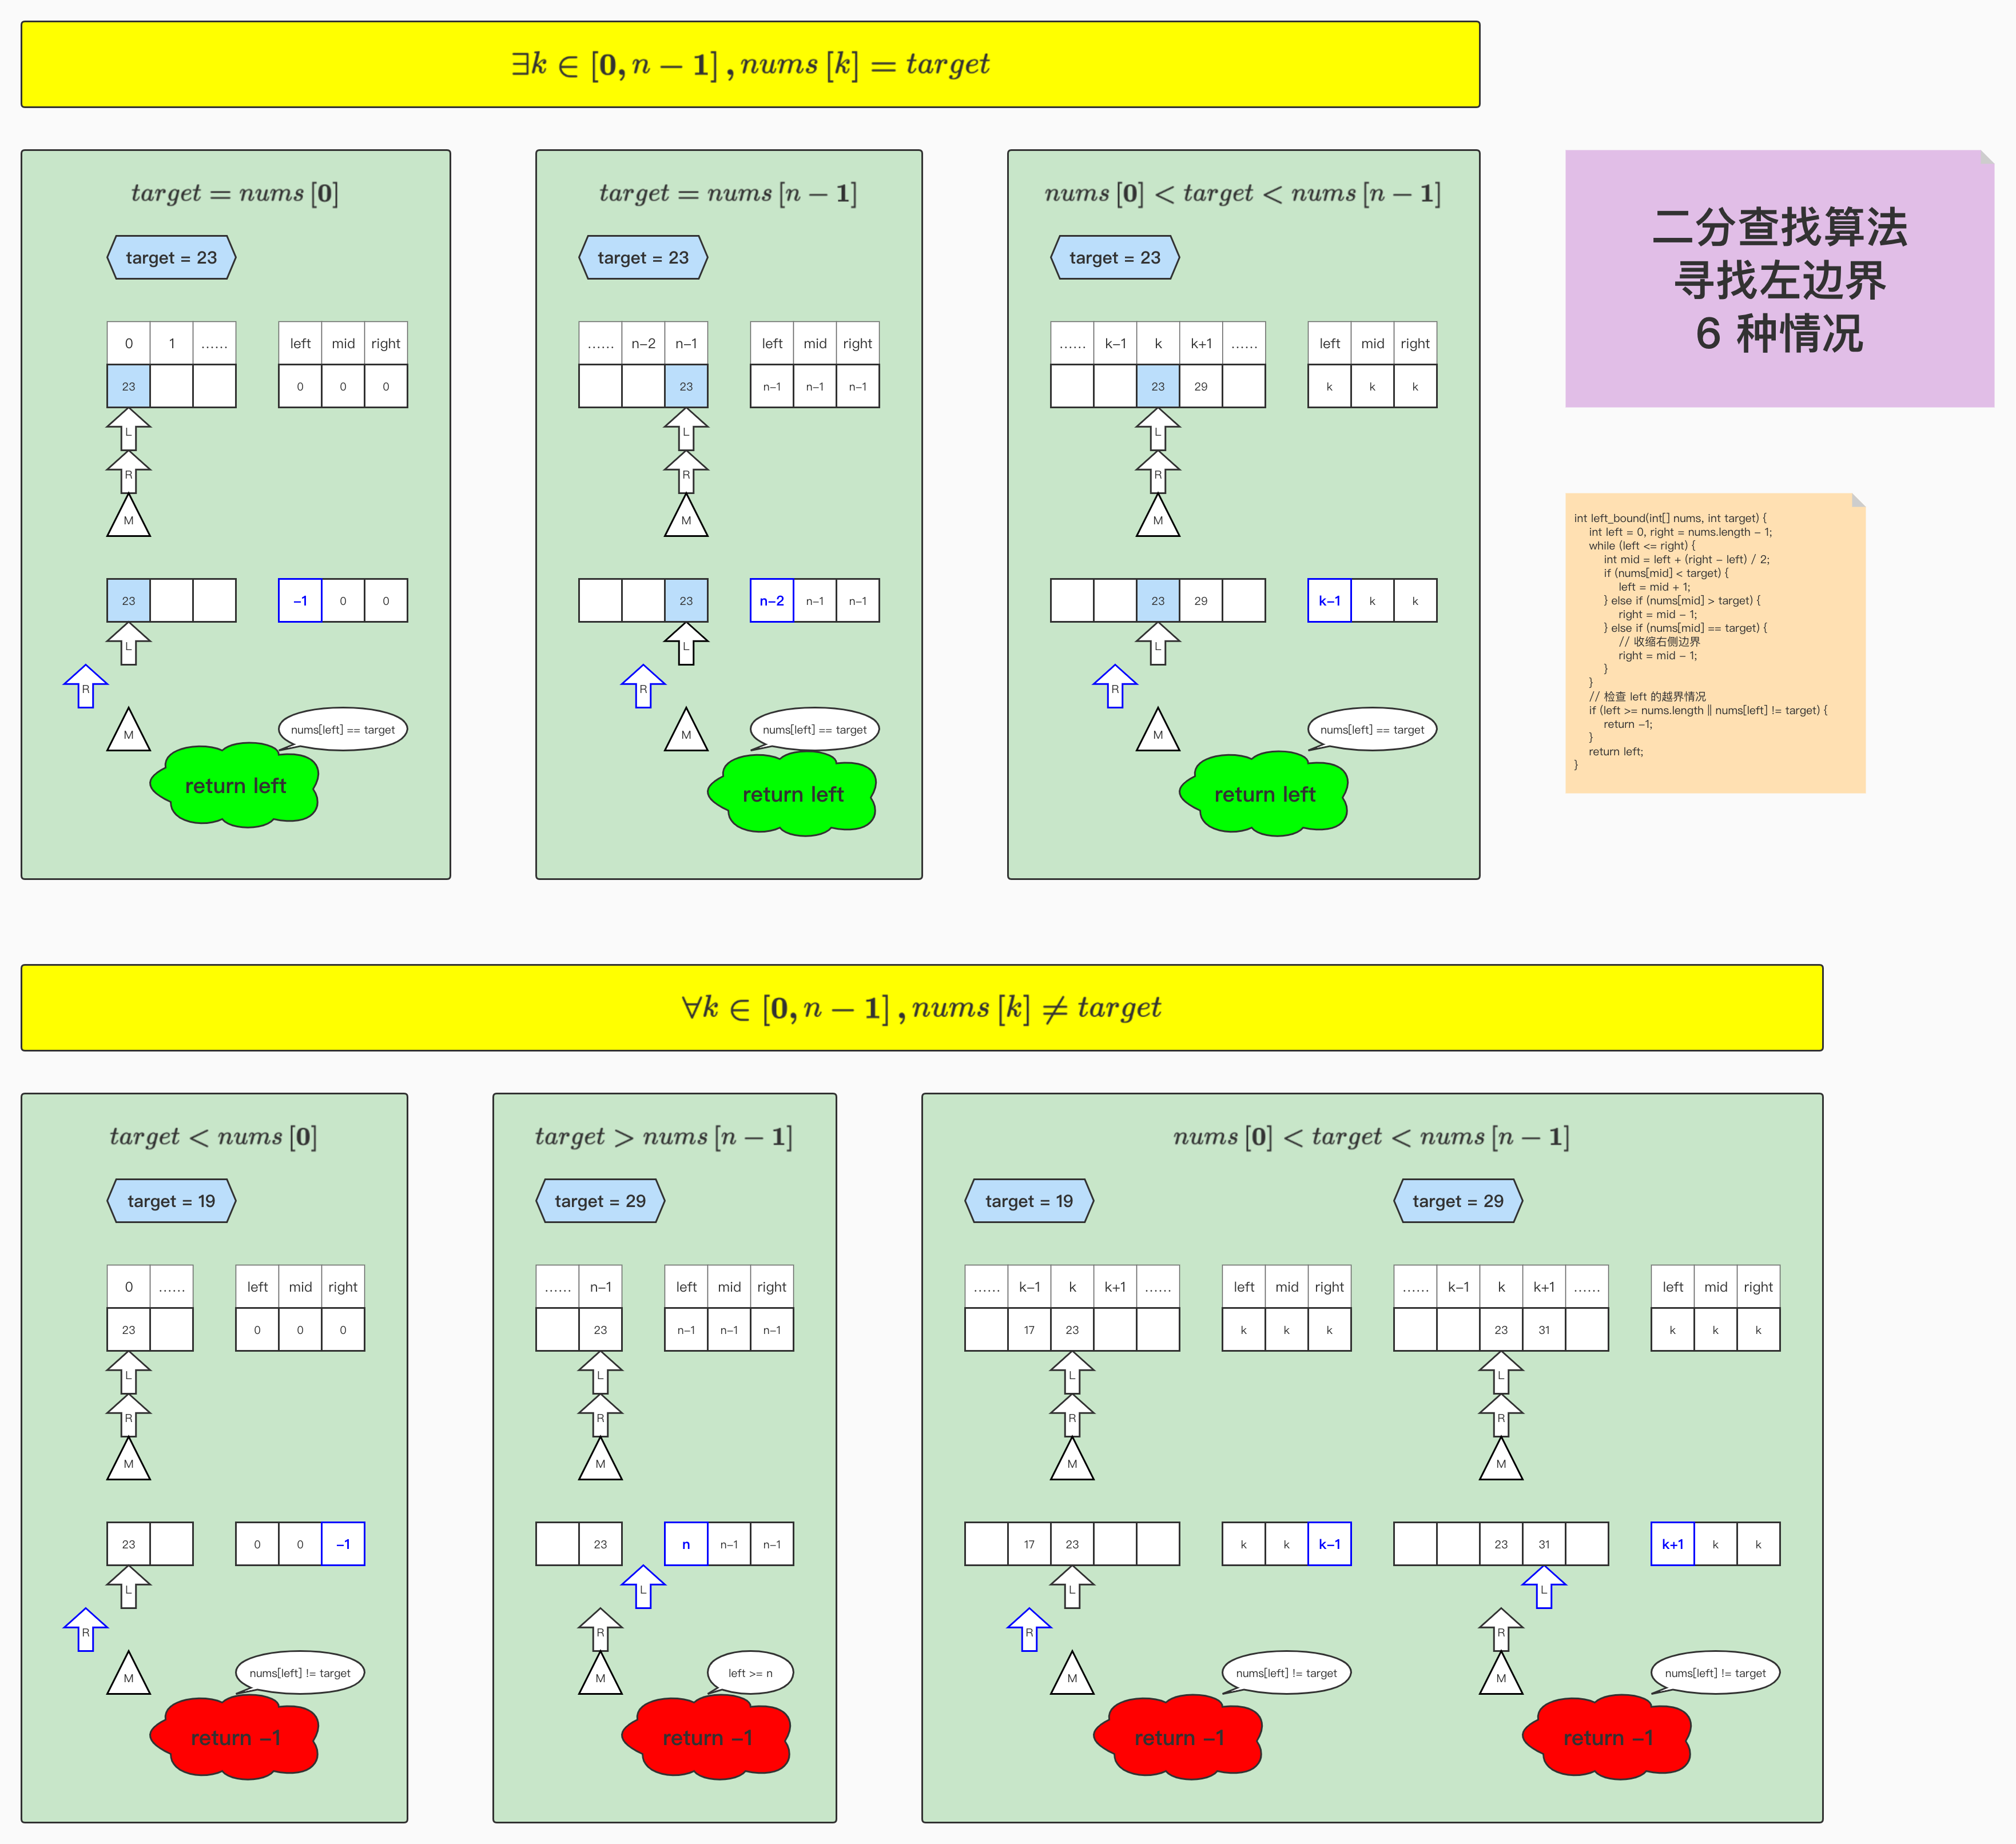 ∃k ∈ [0, n − 1] , nums [k] = target
target = nums [0]
target = 23
0 1 ……
left mid right
23
0 0 0
L
R
M
23
−1 0 0
L
R
M
nums[left] == target
return left
target = nums [n − 1]
target = 23
…… n−2 n−1
left mid right
23
n−1 n−1 n−1
L
R
M
23
n−2 n−1 n−1
L
R
M
nums[left] == target
return left
nums [0] < target < nums [n − 1]
target = 23
…… k−1 k k+1 ……
left mid right
23 29
k k k
L
R
M
23 29
k−1 k k
L
R
M
nums[left] == target
return left
二分查找算法
寻找左边界
6 种情况
int left_bound(int[] nums, int target) {
int left = 0, right = nums.length − 1;
while (left <= right) {
int mid = left + (right − left) / 2;
if (nums[mid] < target) {
left = mid + 1;
} else if (nums[mid] > target) {
right = mid − 1;
} else if (nums[mid] == target) {
// 收缩右侧边界
right = mid − 1;
}
}
// 检查 left 的越界情况
if (left >= nums.length || nums[left] != target) {
return −1;
}
return left;
}
∀k ∈ [0, n − 1] , nums [k] ≠ target
target < nums [0]
target = 19
0 ……
left mid right
23
0 0 0
L
R
M
23
0 0 −1
L
R
M
nums[left] != target
return −1
target > nums [n − 1]
target = 29
…… n−1
left mid right
23
n−1 n−1 n−1
L
R
M
23
n n−1 n−1
L
R
M
left >= n
return −1
nums [0] < target < nums [n − 1]
target = 19
…… k−1 k k+1 ……
left mid right
17 23
k k k
L
R
M
17 23
k k k−1
L
R
M
nums[left] != target
return −1
target = 29
…… k−1 k k+1 ……
left mid right
23 31
k k k
L
R
M
23 31
k+1 k k
L
R
M
nums[left] != target
return −1